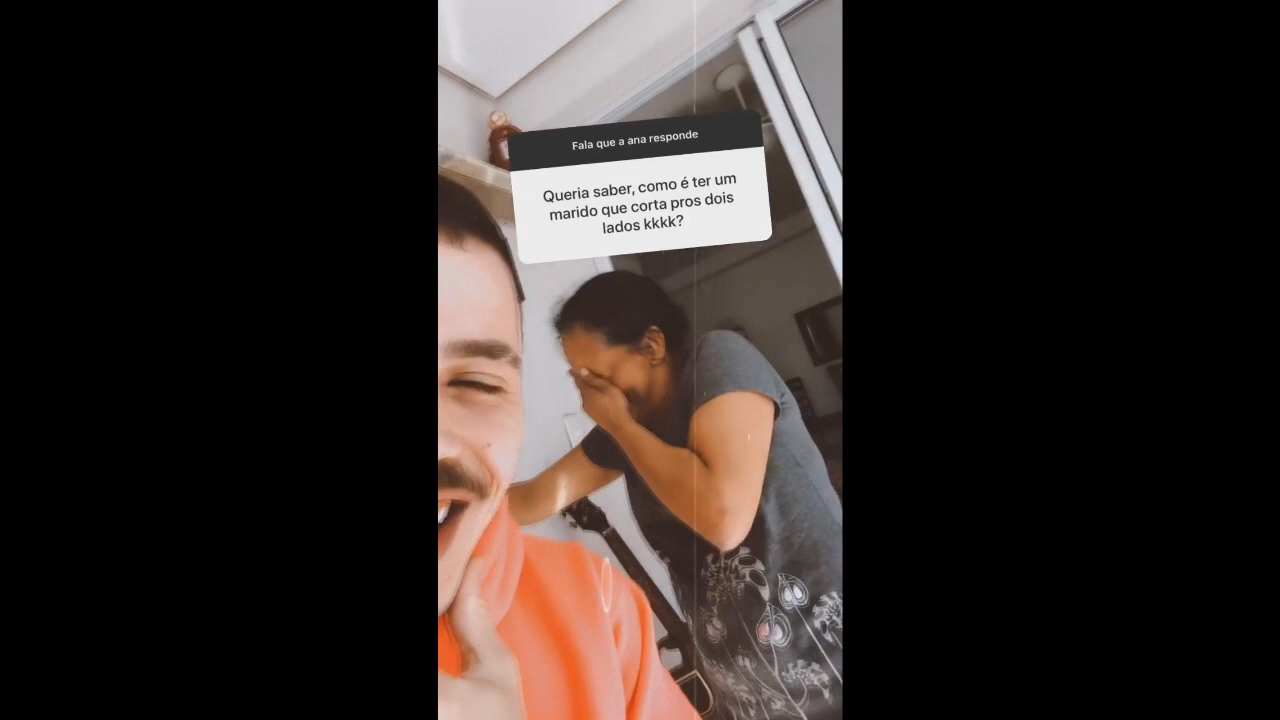 Fala que a ana responde
Queria saber, como é ter um
marido que corta pros dois
lados kkkk?